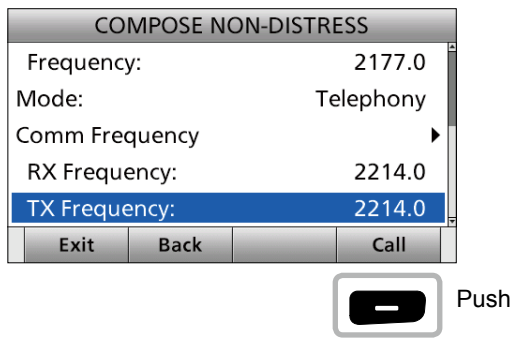 COMPOSE NON-DISTRESS
Frequency: 2177.0
Mode: Telephony
Comm Frequency
RX Frequency: 2214.0
TX Frequency: 2214.0
Exit Back Call
Push